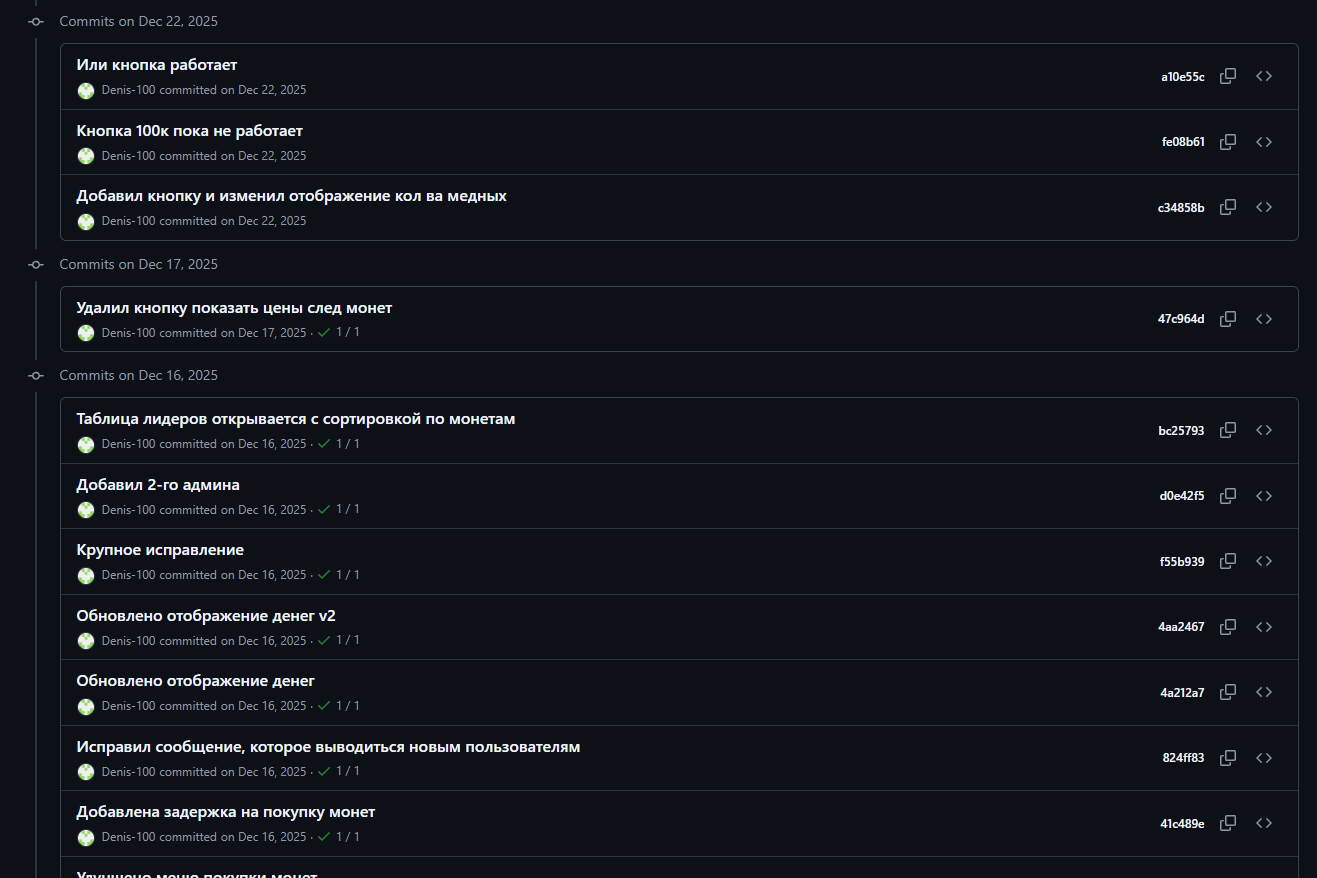 Commits on Dec 22, 2025
Или кнопка работает
a10e55c
Denis-100 committed on Dec 22, 2025
Кнопка 100к пока не работает
fe08b61
Denis-100 committed on Dec 22, 2025
Добавил кнопку и изменил отображение кол ва медных
c34858b
Denis-100 committed on Dec 22, 2025
Commits on Dec 17, 2025
Удалил кнопку показать цены след монет
47c964d
Denis-100 committed on Dec 17, 2025 · ✓ 1 / 1
Commits on Dec 16, 2025
Таблица лидеров открывается с сортировкой по монетам
bc25793
Denis-100 committed on Dec 16, 2025 · ✓ 1 / 1
Добавил 2-го админа
d0e42f5
Denis-100 committed on Dec 16, 2025 · ✓ 1 / 1
Крупное исправление
f55b939
Denis-100 committed on Dec 16, 2025 · ✓ 1 / 1
Обновлено отображение денег v2
4aa2467
Denis-100 committed on Dec 16, 2025 · ✓ 1 / 1
Обновлено отображение денег
4a212a7
Denis-100 committed on Dec 16, 2025 · ✓ 1 / 1
Исправил сообщение, которое выводиться новым пользователям
824ff83
Denis-100 committed on Dec 16, 2025 · ✓ 1 / 1
Добавлена задержка на покупку монет
41c489e
Denis-100 committed on Dec 16, 2025 · ✓ 1 / 1
Улучшено меню покупки монет